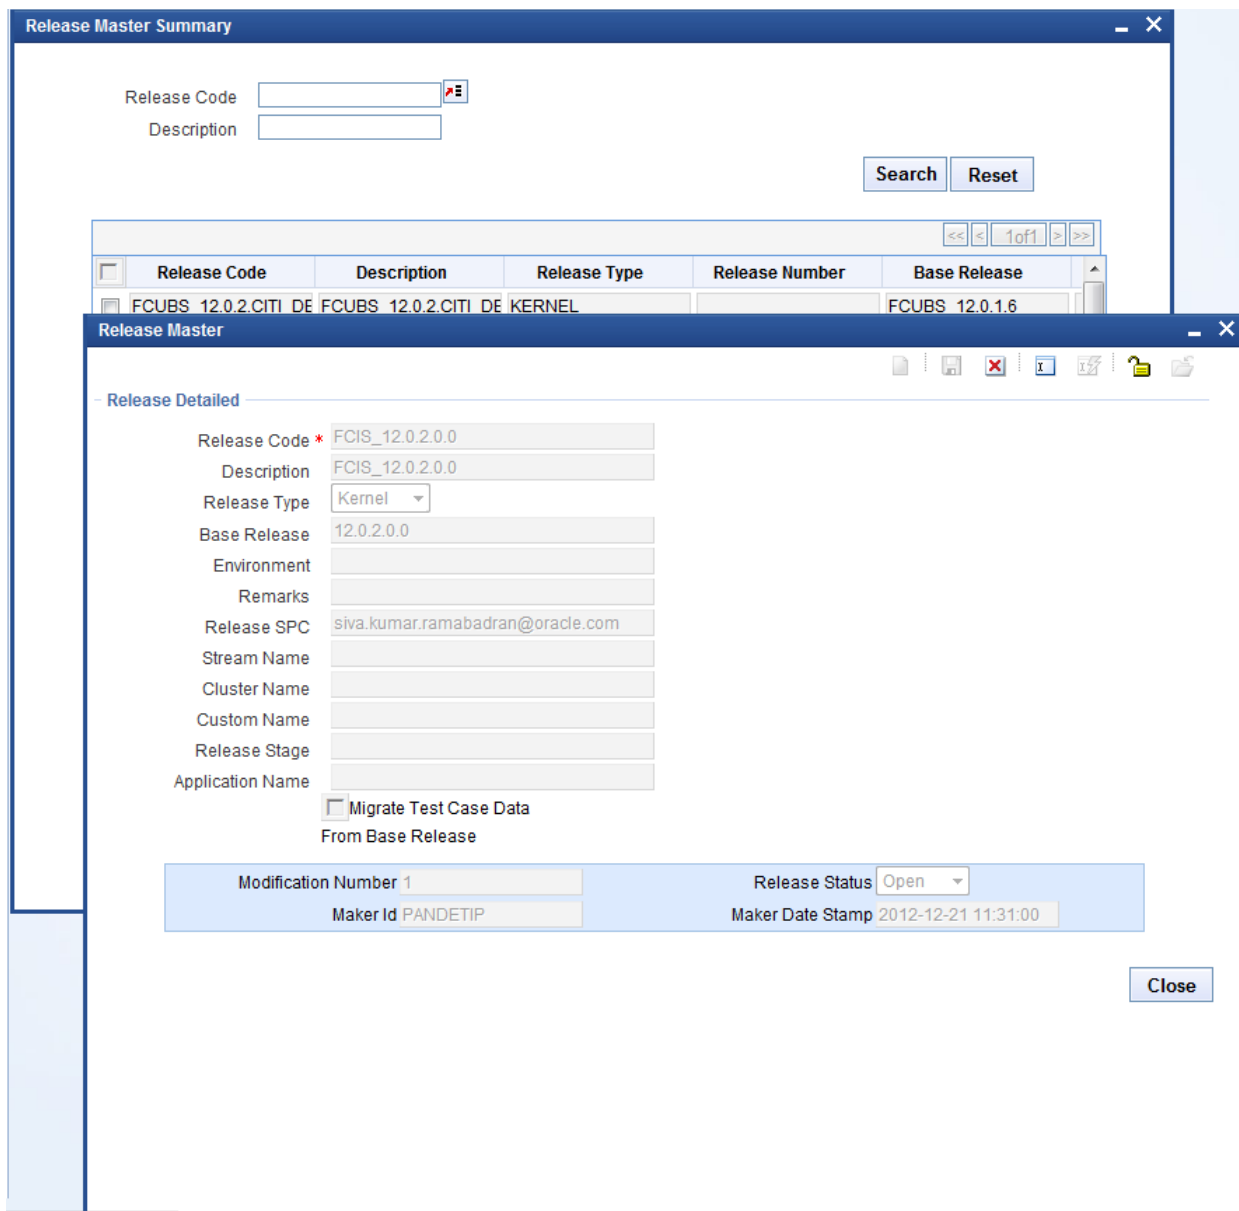 Release Master Summary
Release Code
Description
Search Reset
<< < 1of1 > >>
Release Code Description Release Type Release Number Base Release
FCUBS_12.0.2.CITI_DE FCUBS_12.0.2.CITI_DE KERNEL FCUBS_12.0.1.6
Release Master
Release Detailed
Release Code * FCIS_12.0.2.0.0
Description FCIS_12.0.2.0.0
Release Type Kernel
Base Release 12.0.2.0.0
Environment
Remarks
Release SPC siva.kumar.ramabadran@oracle.com
Stream Name
Cluster Name
Custom Name
Release Stage
Application Name
Migrate Test Case Data
From Base Release
Modification Number 1 Release Status Open
Maker Id PANDETIP Maker Date Stamp 2012-12-21 11:31:00
Close